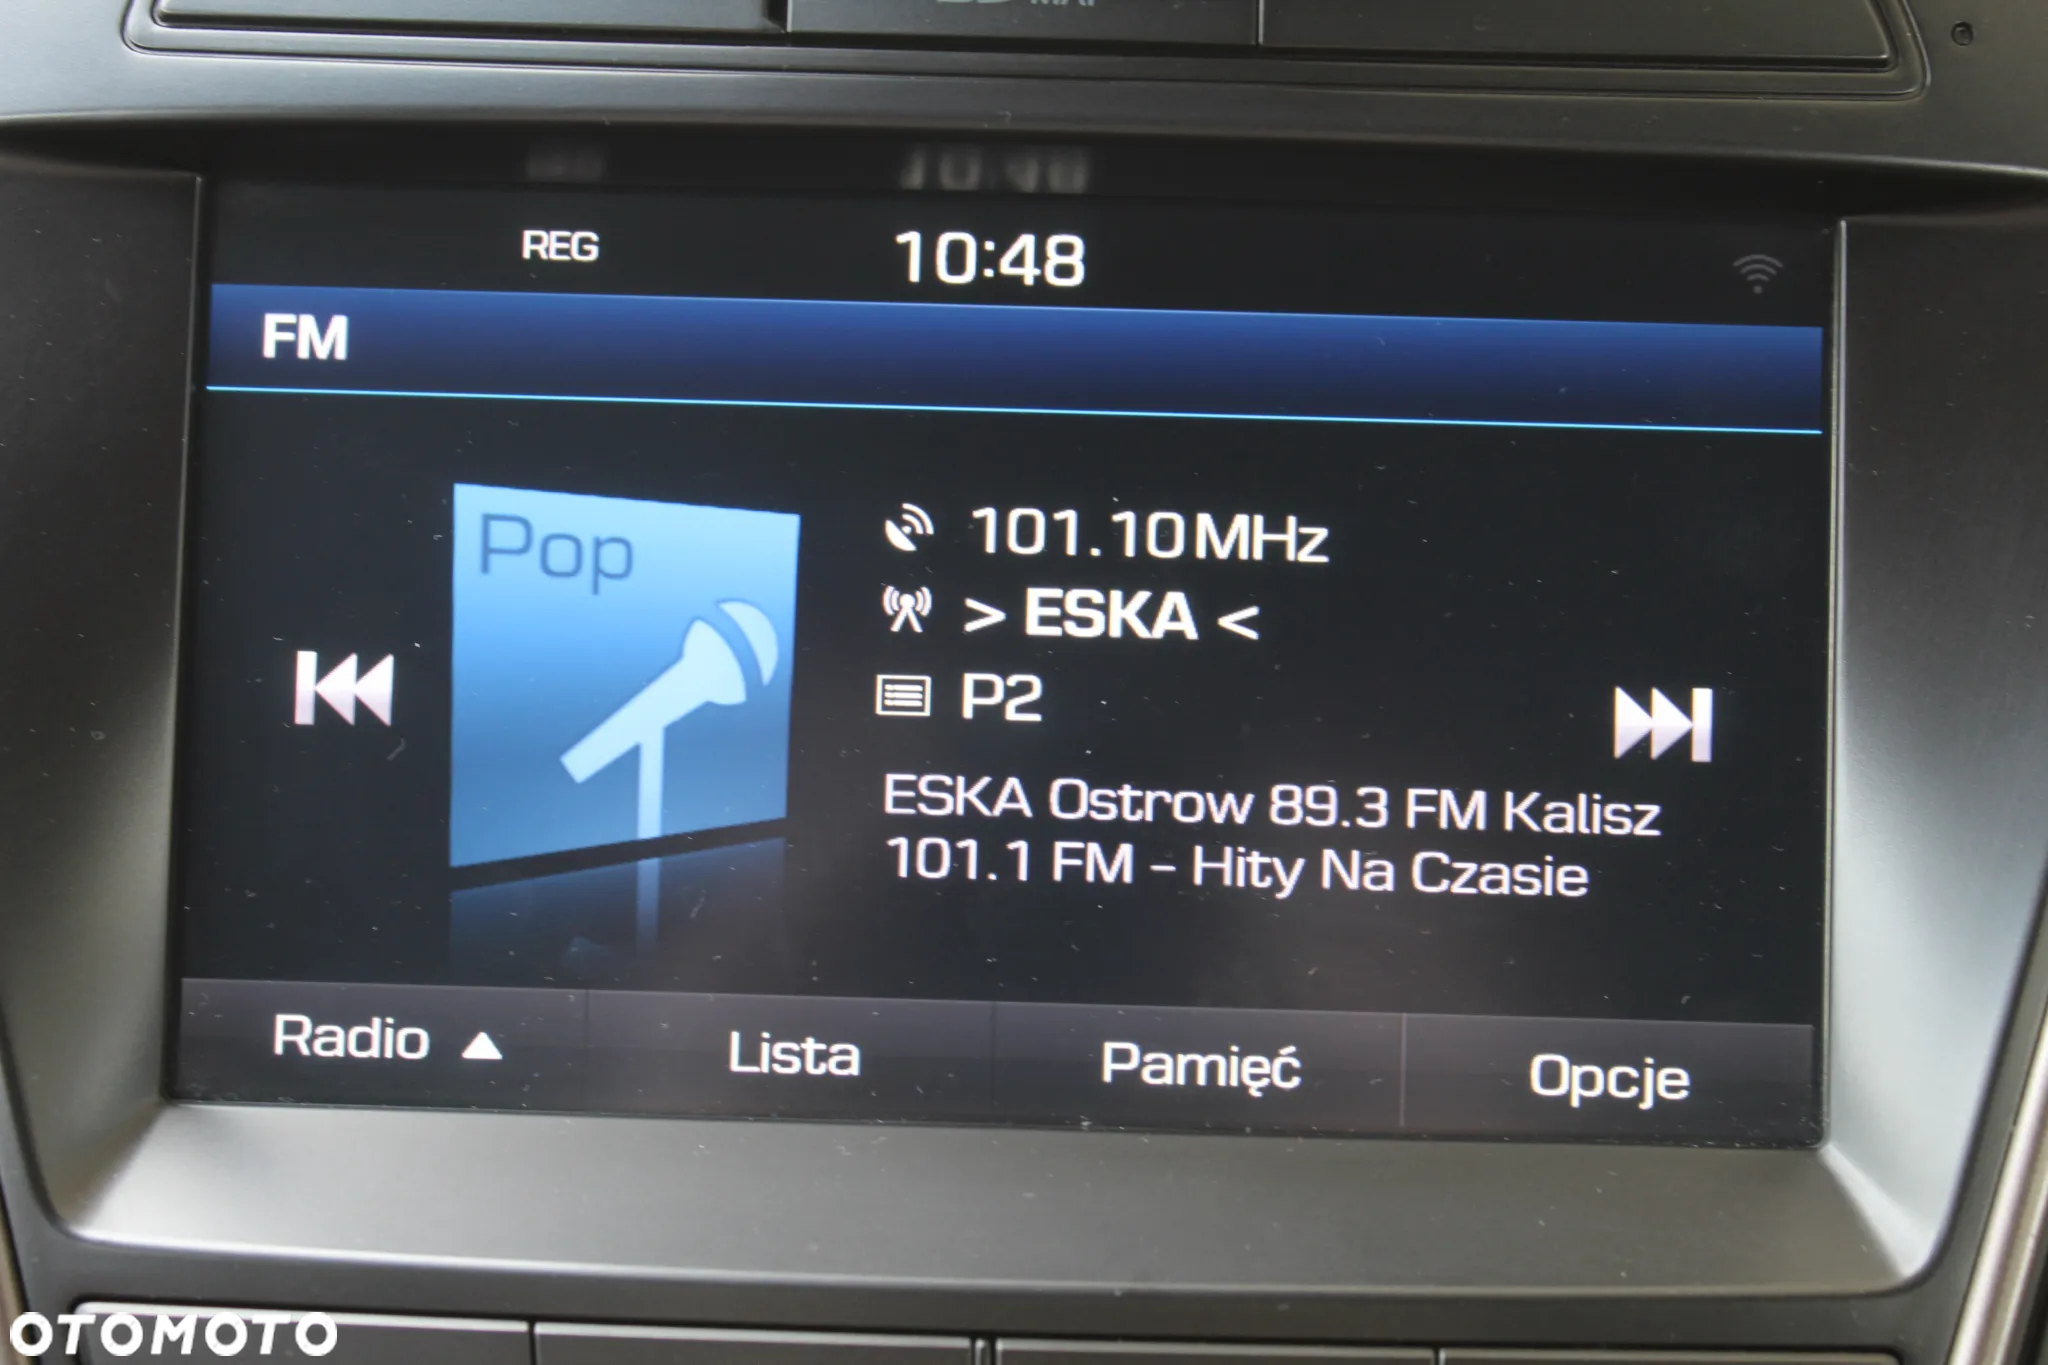 REG 10:48
FM
Pop
101.10MHz
> ESKA <
P2
ESKA Ostrow 89.3 FM Kalisz
101.1 FM - Hity Na Czasie
Radio ▲ Lista Pamięć Opcje
OTOMOTO